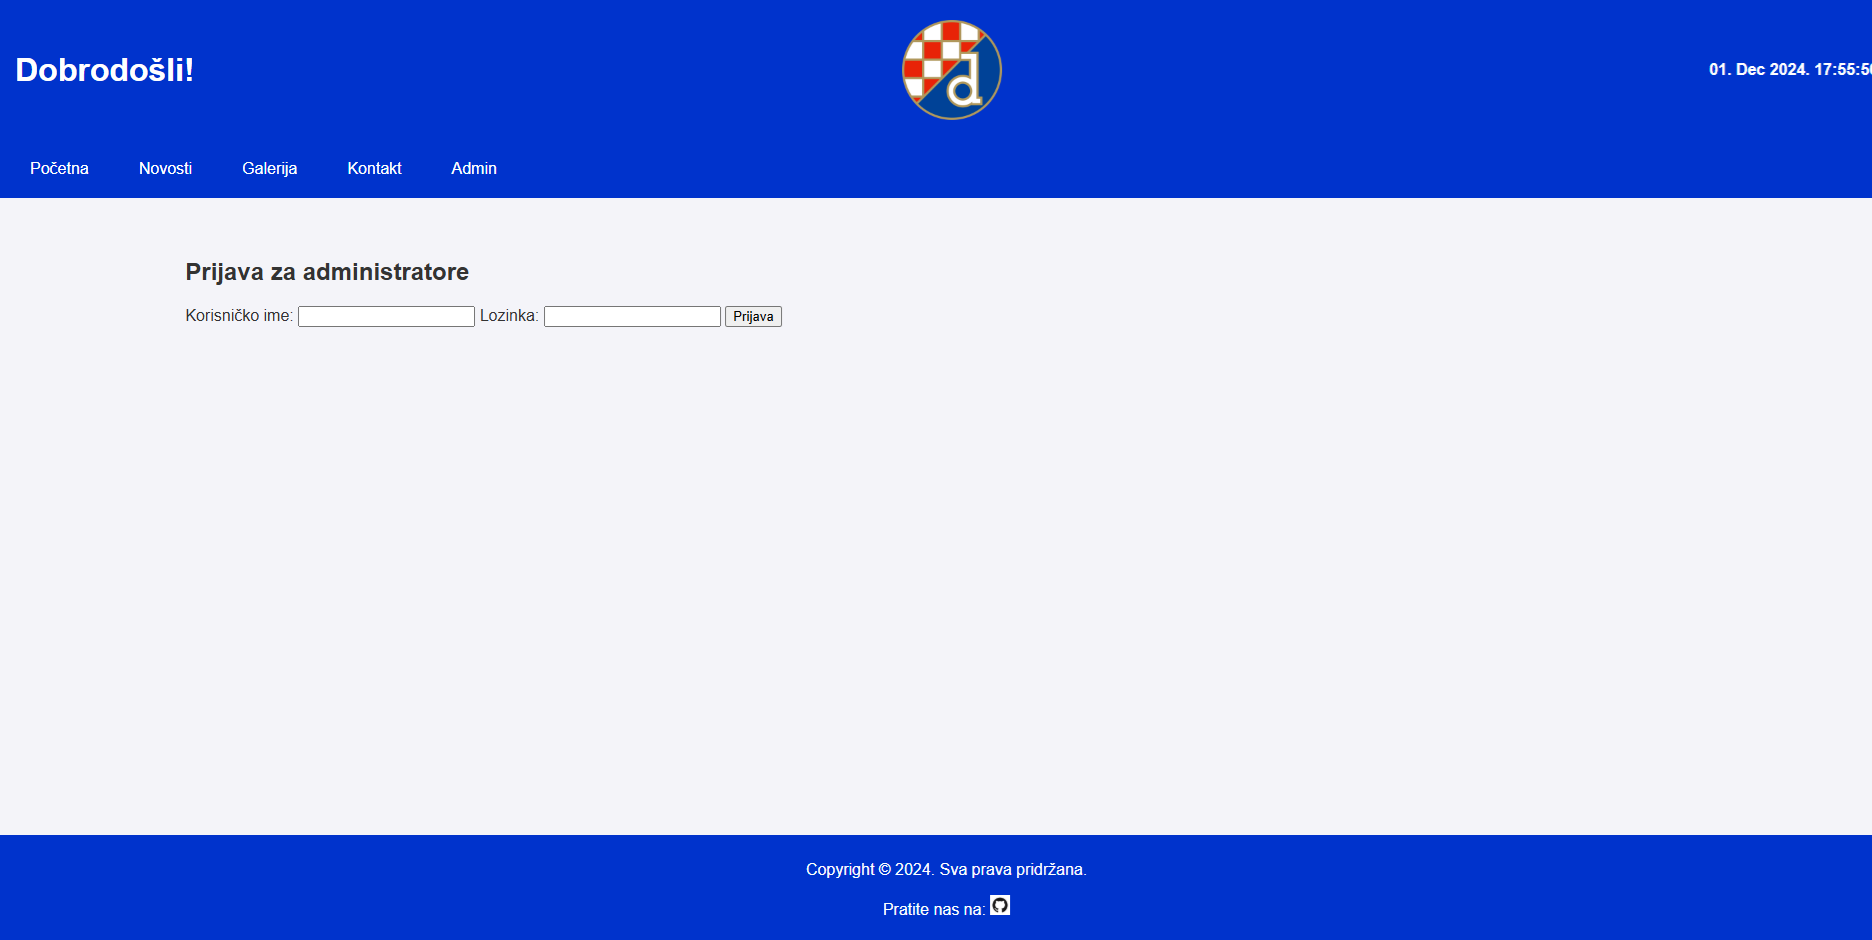 Dobrodošli!
d
01. Dec 2024. 17:55:5
Početna Novosti Galerija Kontakt Admin
Prijava za administratore
Korisničko ime: Lozinka: Prijava
Copyright © 2024. Sva prava pridržana.
Pratite nas na: